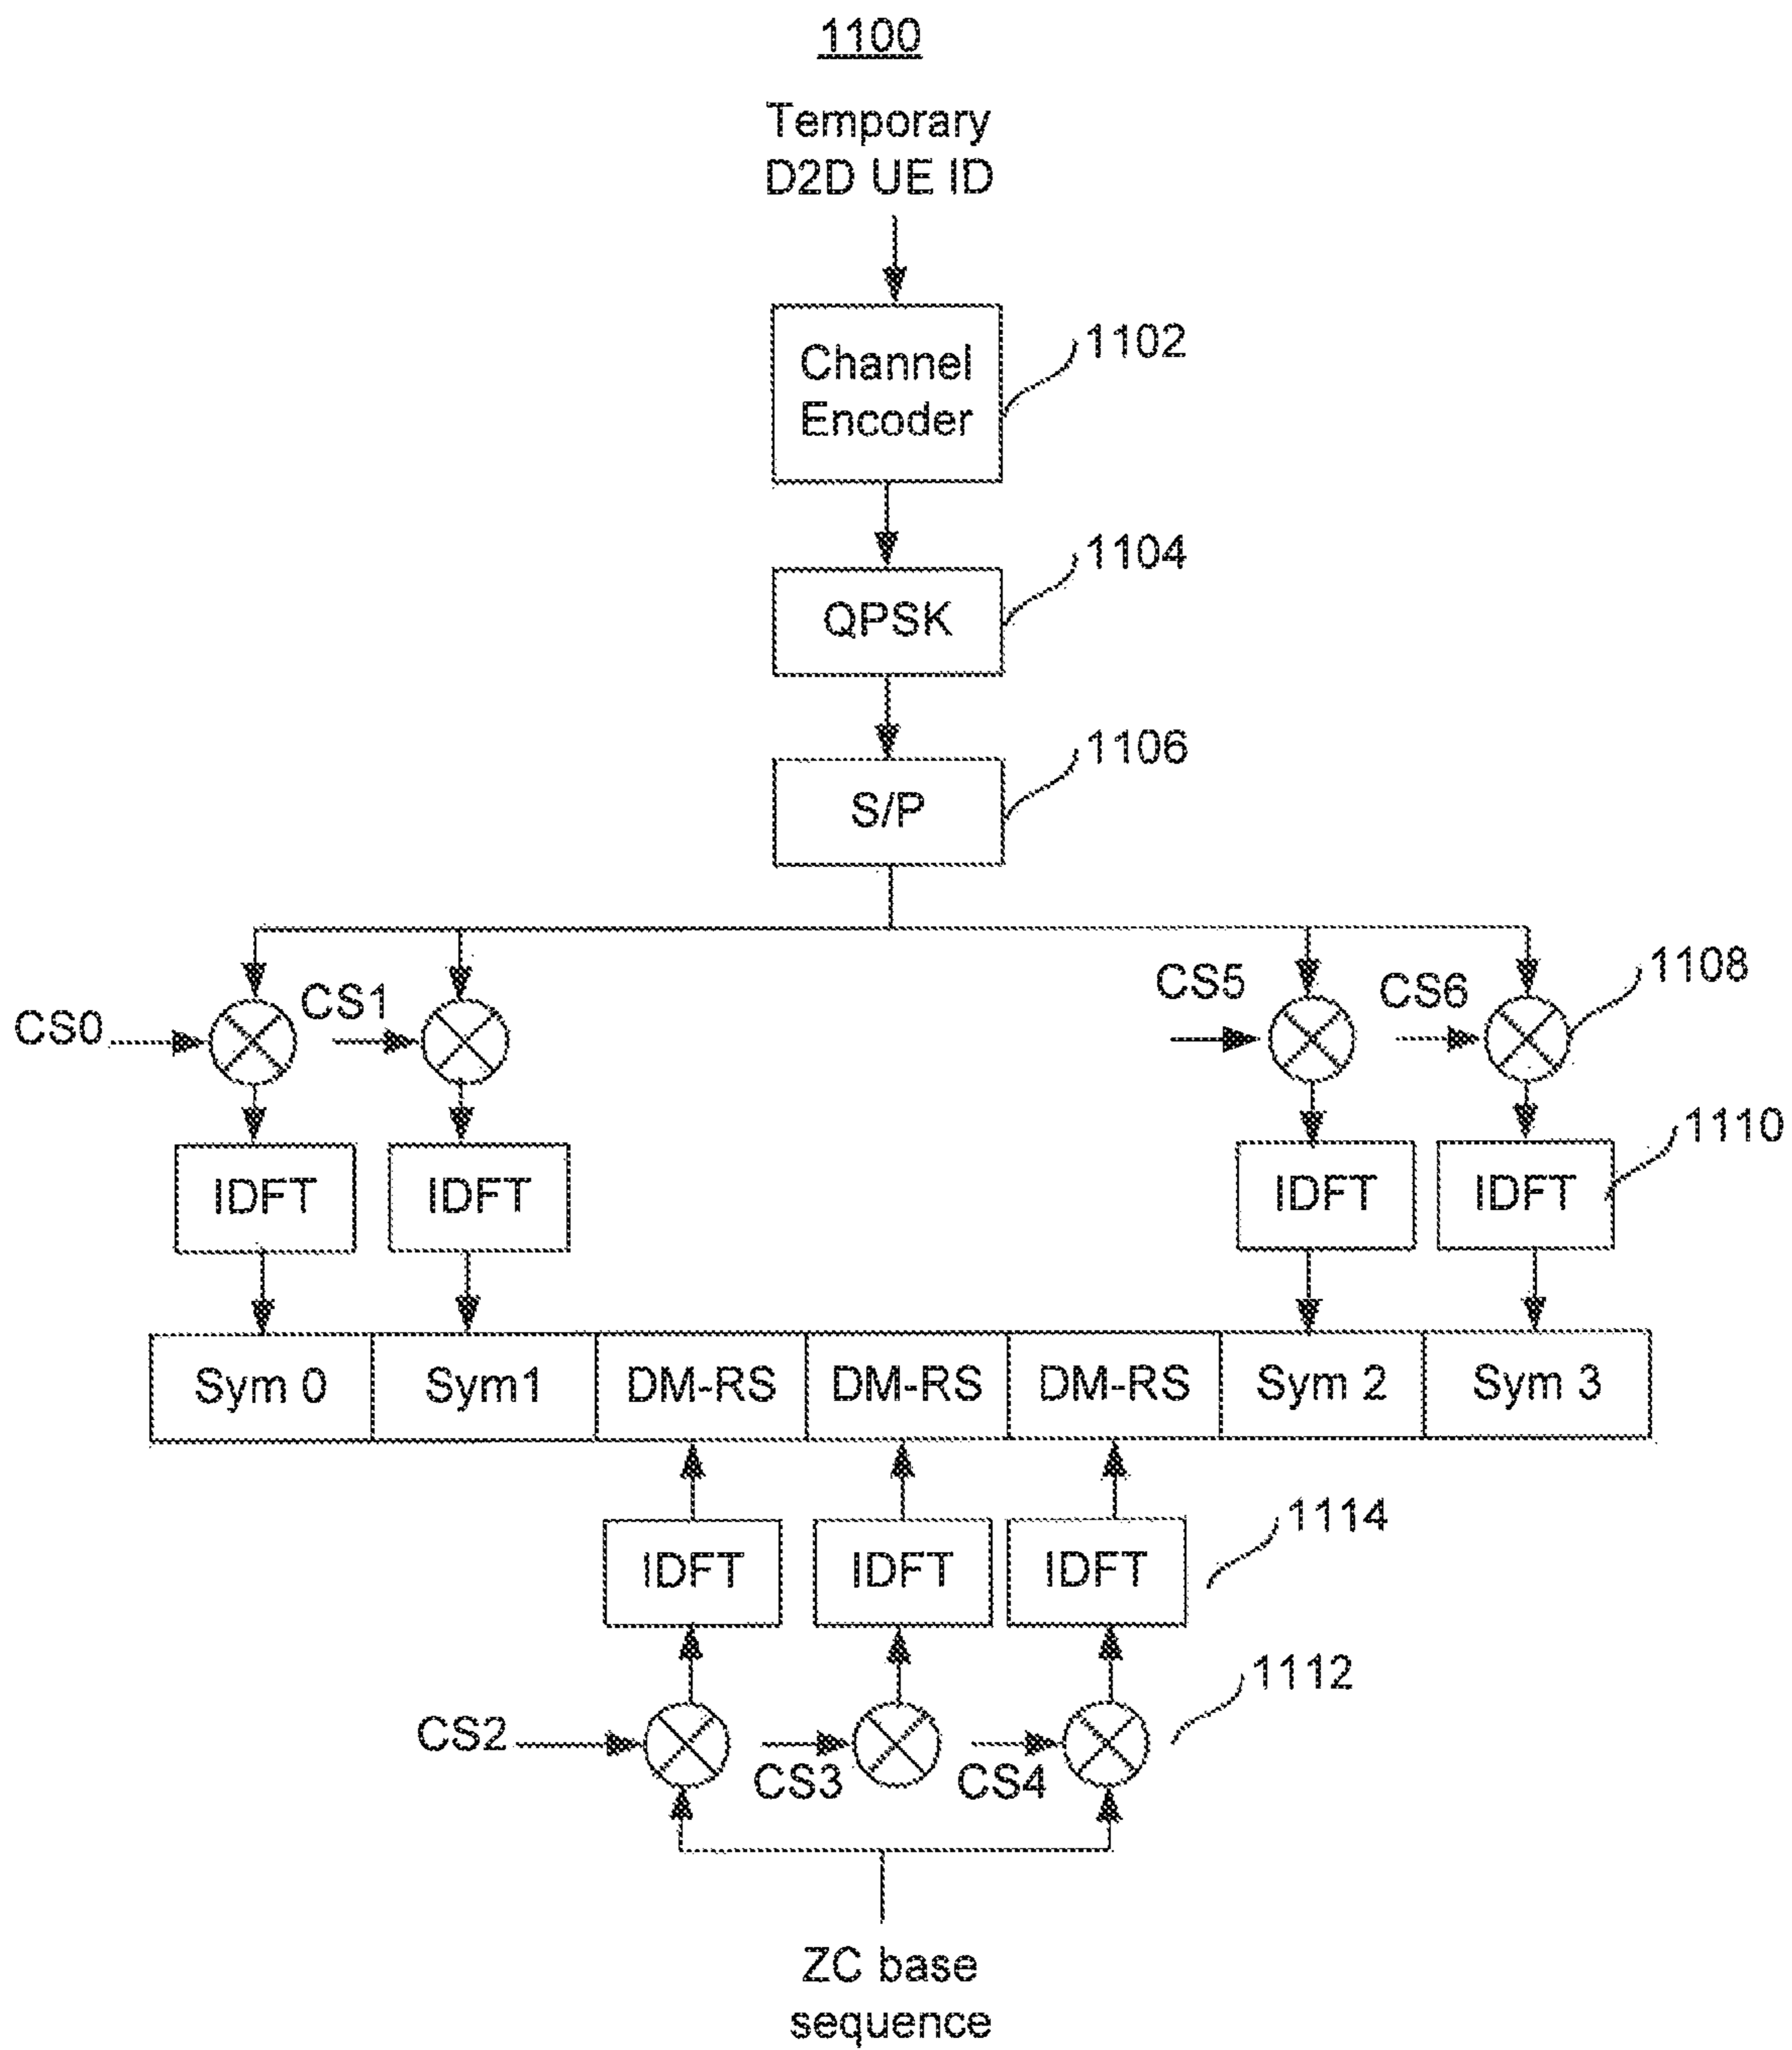 1100
Temporary
D2D UE ID
Channel
Encoder
1102
QPSK
1104
S/P
1106
CS0
CS1
CS5
CS6
1108
IDFT
IDFT
IDFT
IDFT
1110
Sym 0
Sym1
DM-RS
DM-RS
DM-RS
Sym 2
Sym 3
IDFT
IDFT
IDFT
1114
CS2
CS3
CS4
1112
ZC base
sequence